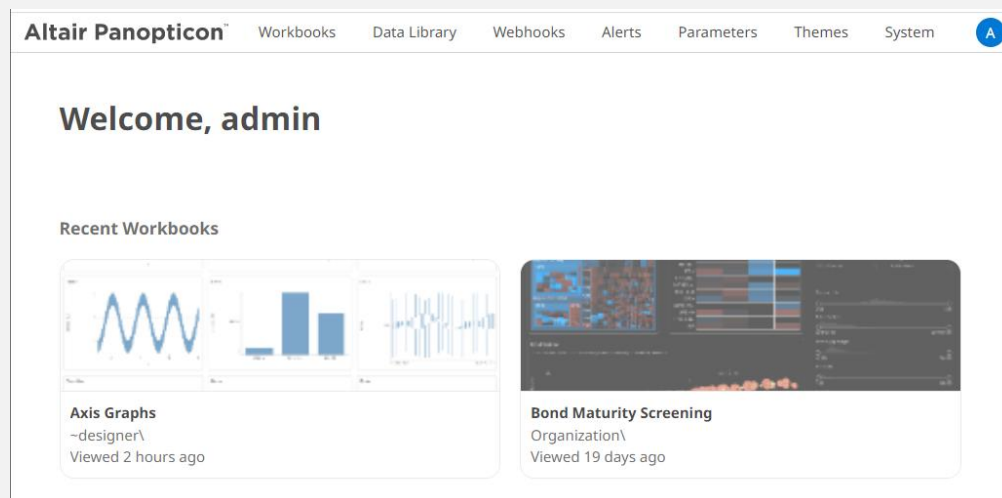 Altair Panopticon™ Workbooks Data Library Webhooks Alerts Parameters Themes System A
Welcome, admin
Recent Workbooks
Axis Graphs
~designer\
Viewed 2 hours ago
Bond Maturity Screening
Organization\
Viewed 19 days ago